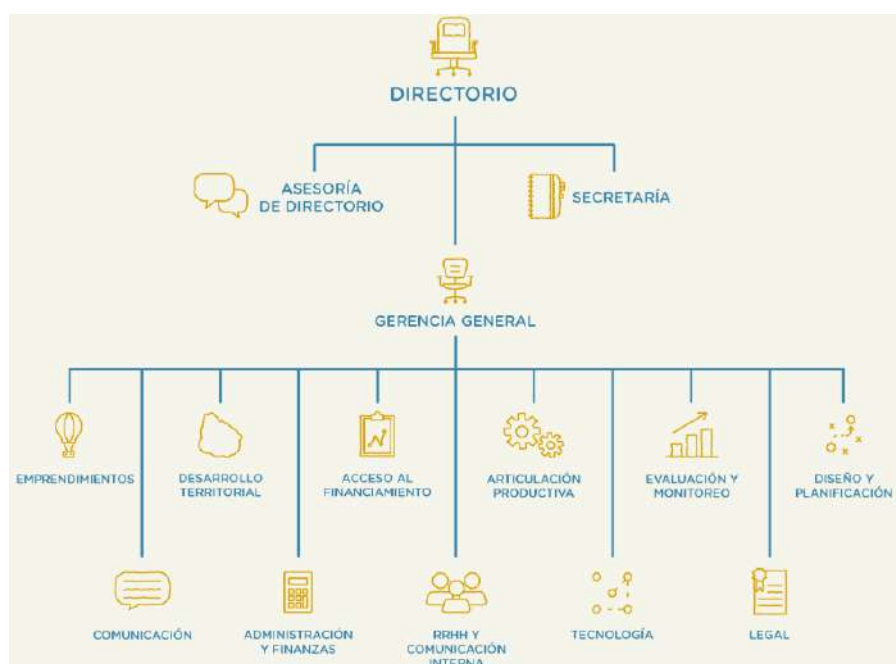 DIRECTORIO
ASESORÍA
DE DIRECTORIO
SECRETARÍA
GERENCIA GENERAL
EMPRENDIMIENTOS
DESARROLLO
TERRITORIAL
ACCESO AL
FINANCIAMIENTO
ARTICULACIÓN
PRODUCTIVA
EVALUACIÓN Y
MONITOREO
DISEÑO Y
PLANIFICACIÓN
COMUNICACIÓN
ADMINISTRACIÓN
Y FINANZAS
RRHH Y
COMUNICACIÓN
INTERNA
TECNOLOGÍA
LEGAL